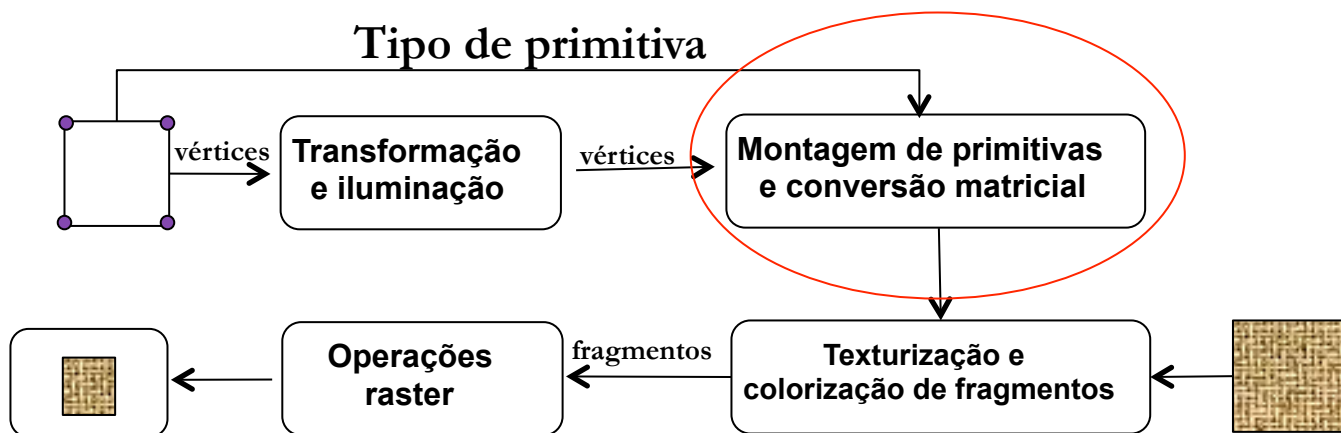 Tipo de primitiva
vértices
Transformação
e iluminação
vértices
Montagem de primitivas
e conversão matricial
Operações
raster
fragmentos
Texturização e
colorização de fragmentos